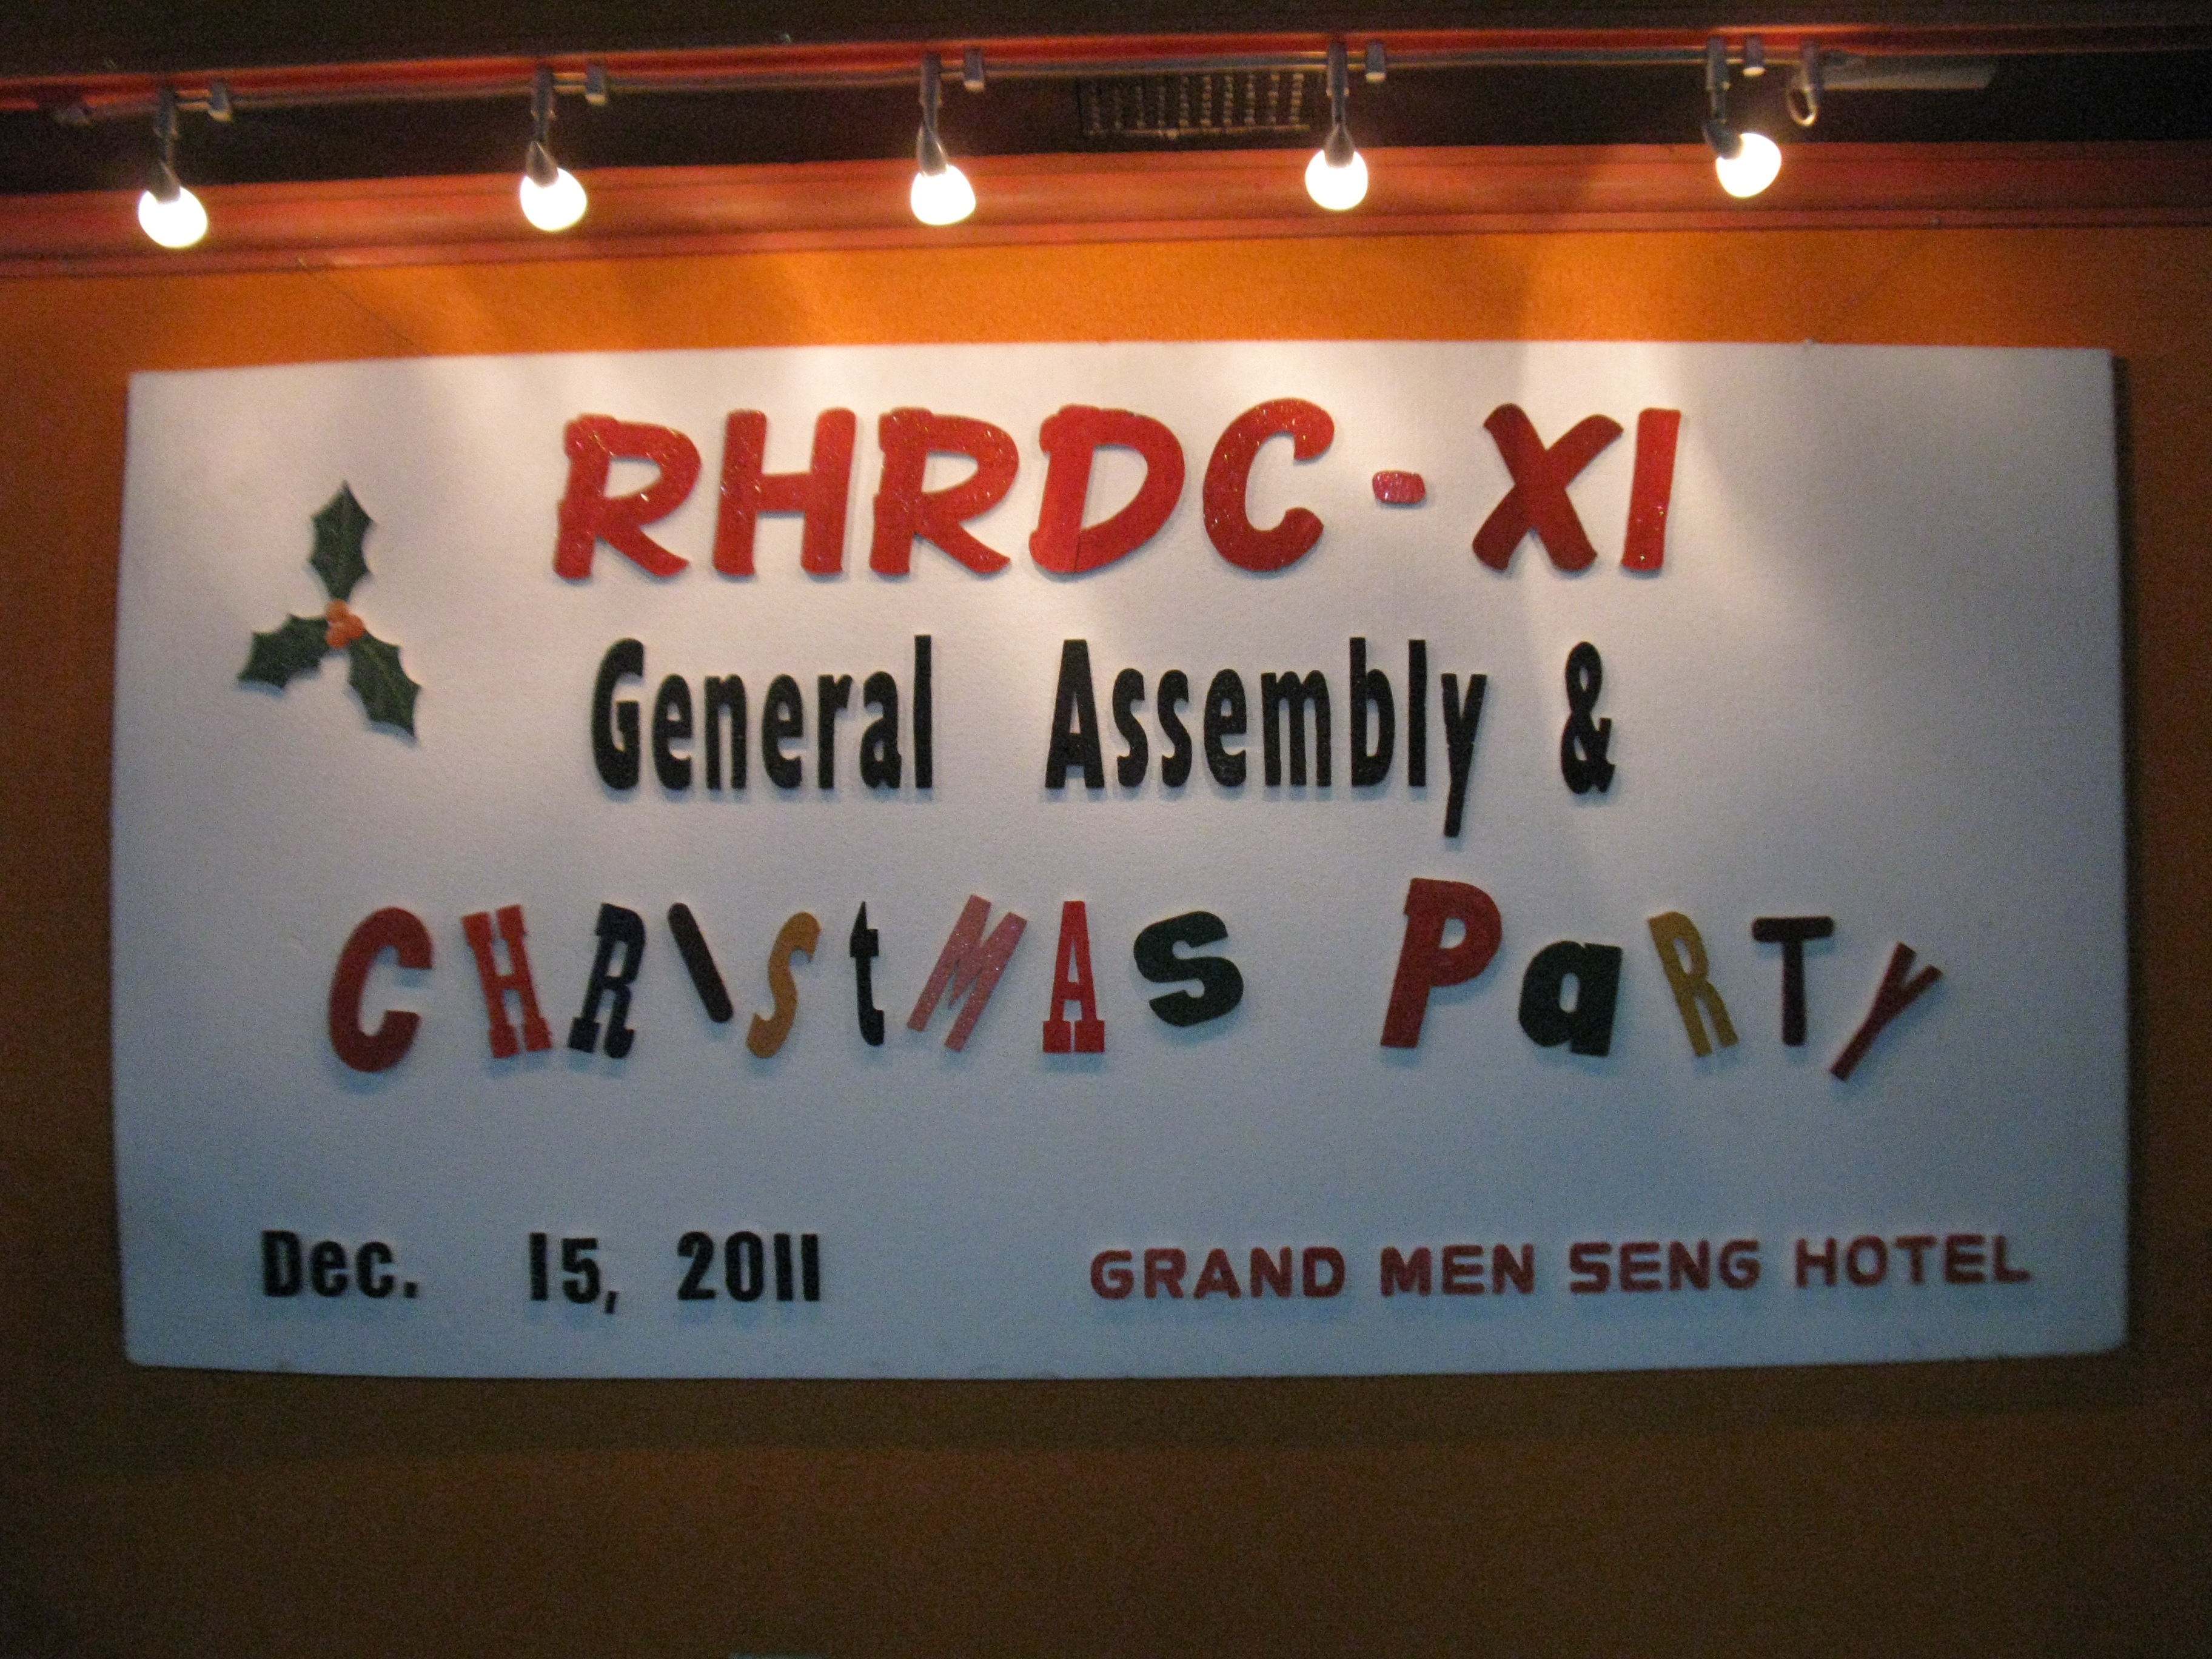 RHRDC-XI
General Assembly &
CHRIStMAS PaRTy
Dec. 15, 2011
GRAND MEN SENG HOTEL